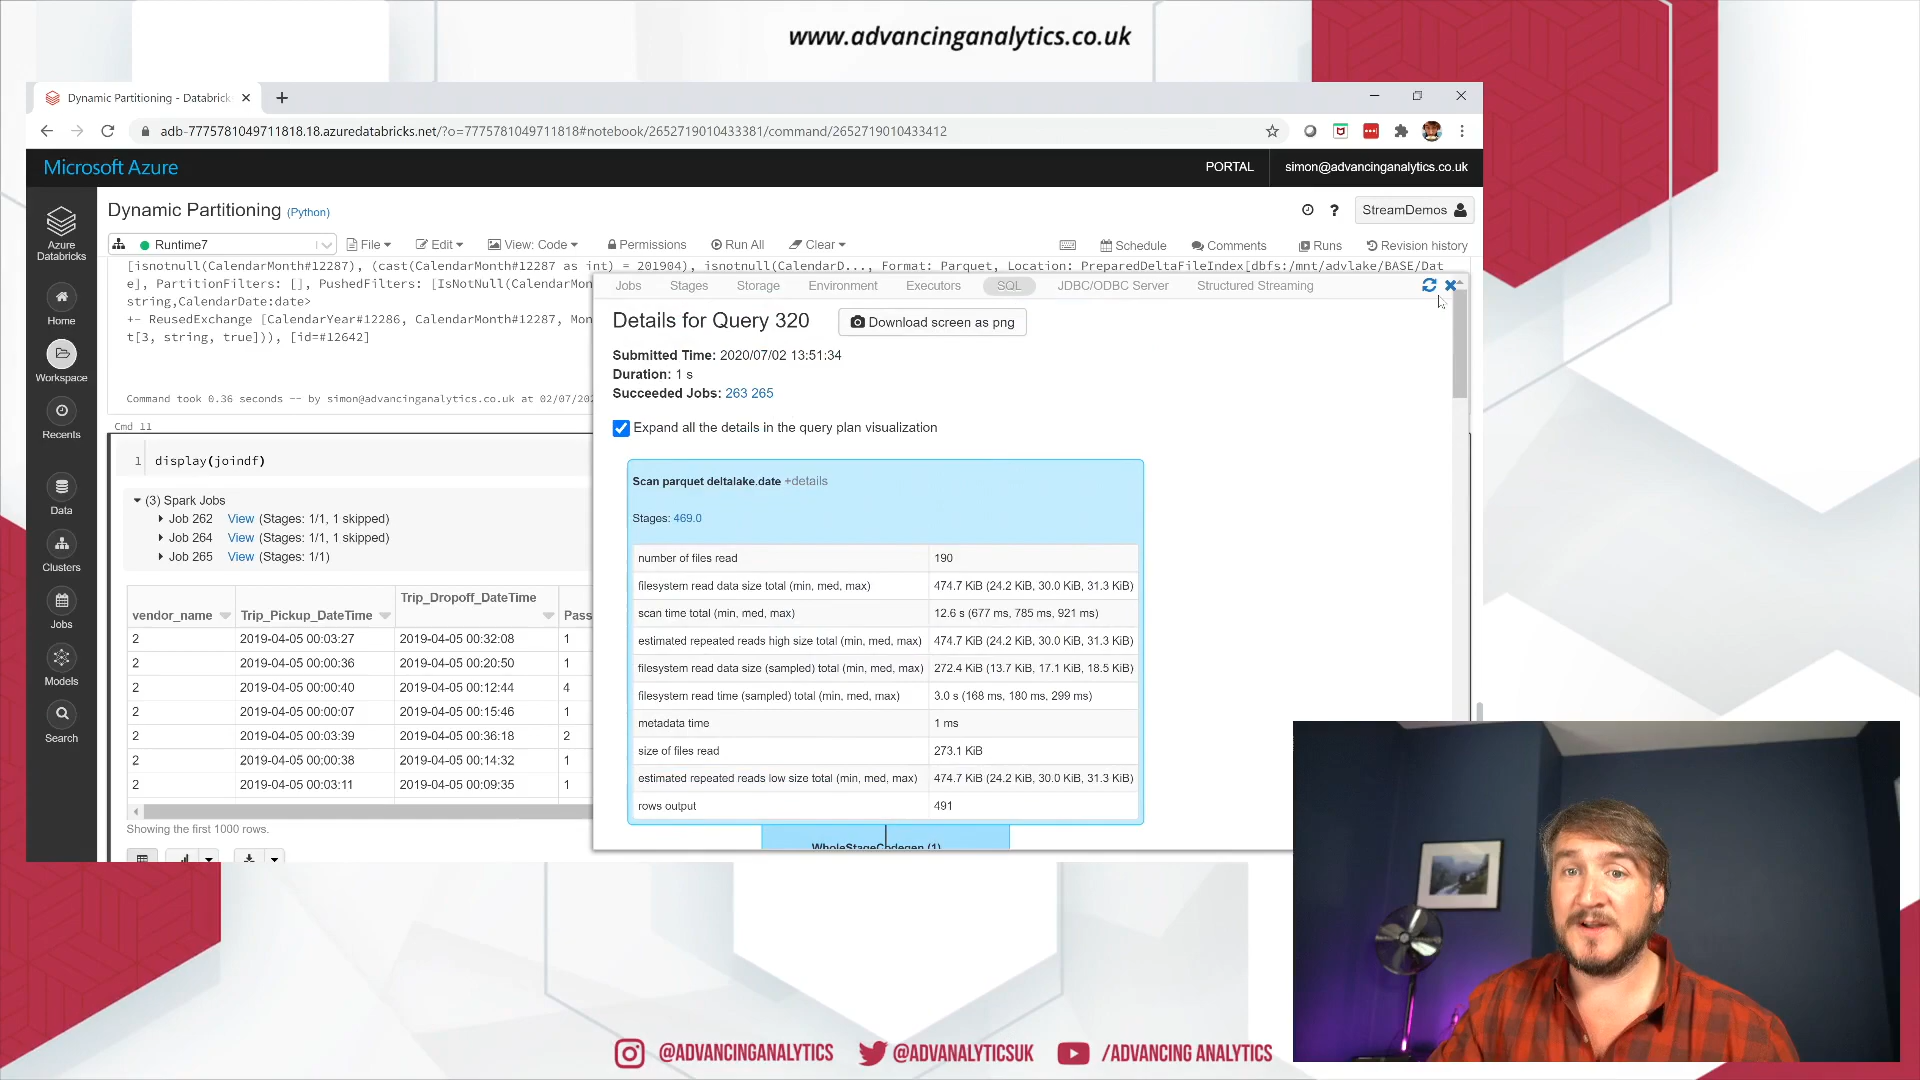 www.advancinganalytics.co.uk
Dynamic Partitioning - Databrick
adb-7775781049711818.18.azuredatabricks.net/?o=7775781049711818#notebook/2652719010433381/command/2652719010433412
Microsoft Azure
PORTAL
simon@advancinganalytics.co.uk
Azure Databricks
Home
Workspace
Recents
Data
Clusters
Jobs
Models
Search
Dynamic Partitioning (Python)
StreamDemos
Runtime7
File
Edit
View: Code
Permissions
Run All
Clear
Schedule
Comments
Runs
Revision history
[isnotnull(CalendarMonth#12287), (cast(CalendarMonth#12287 as int) = 201904), isnotnull(CalendarD..., Format: Parquet, Location: PreparedDeltaFileIndex[dbfs:/mnt/advlake/BASE/Dat
e], PartitionFilters: [], PushedFilters: [IsNotNull(CalendarMon
string,CalendarDate:date>
+- ReusedExchange [CalendarYear#12286, CalendarMonth#12287, Mon
t[3, string, true])), [id=#12642]
Command took 0.36 seconds -- by simon@advancinganalytics.co.uk at 02/07/202
Cmd 11
1 display(joindf)
(3) Spark Jobs
Job 262 View (Stages: 1/1, 1 skipped)
Job 264 View (Stages: 1/1, 1 skipped)
Job 265 View (Stages: 1/1)
vendor_name Trip_Pickup_DateTime Trip_Dropoff_DateTime Pass
2 2019-04-05 00:03:27 2019-04-05 00:32:08 1
2 2019-04-05 00:00:36 2019-04-05 00:20:50 1
2 2019-04-05 00:00:40 2019-04-05 00:12:44 4
2 2019-04-05 00:00:07 2019-04-05 00:15:46 1
2 2019-04-05 00:03:39 2019-04-05 00:36:18 2
2 2019-04-05 00:00:38 2019-04-05 00:14:32 1
2 2019-04-05 00:03:11 2019-04-05 00:09:35 1
Showing the first 1000 rows.
Jobs Stages Storage Environment Executors SQL JDBC/ODBC Server Structured Streaming
Details for Query 320
Download screen as png
Submitted Time: 2020/07/02 13:51:34
Duration: 1 s
Succeeded Jobs: 263 265
Expand all the details in the query plan visualization
Scan parquet deltalake.date +details
Stages: 469.0
number of files read 190
filesystem read data size total (min, med, max) 474.7 KiB (24.2 KiB, 30.0 KiB, 31.3 KiB)
scan time total (min, med, max) 12.6 s (677 ms, 785 ms, 921 ms)
estimated repeated reads high size total (min, med, max) 474.7 KiB (24.2 KiB, 30.0 KiB, 31.3 KiB)
filesystem read data size (sampled) total (min, med, max) 272.4 KiB (13.7 KiB, 17.1 KiB, 18.5 KiB)
filesystem read time (sampled) total (min, med, max) 3.0 s (168 ms, 180 ms, 299 ms)
metadata time 1 ms
size of files read 273.1 KiB
estimated repeated reads low size total (min, med, max) 474.7 KiB (24.2 KiB, 30.0 KiB, 31.3 KiB)
rows output 491
WholeStageCodegen (1)
@ADVANCINGANALYTICS
@ADVANALYTICSUK
/ADVANCING ANALYTICS